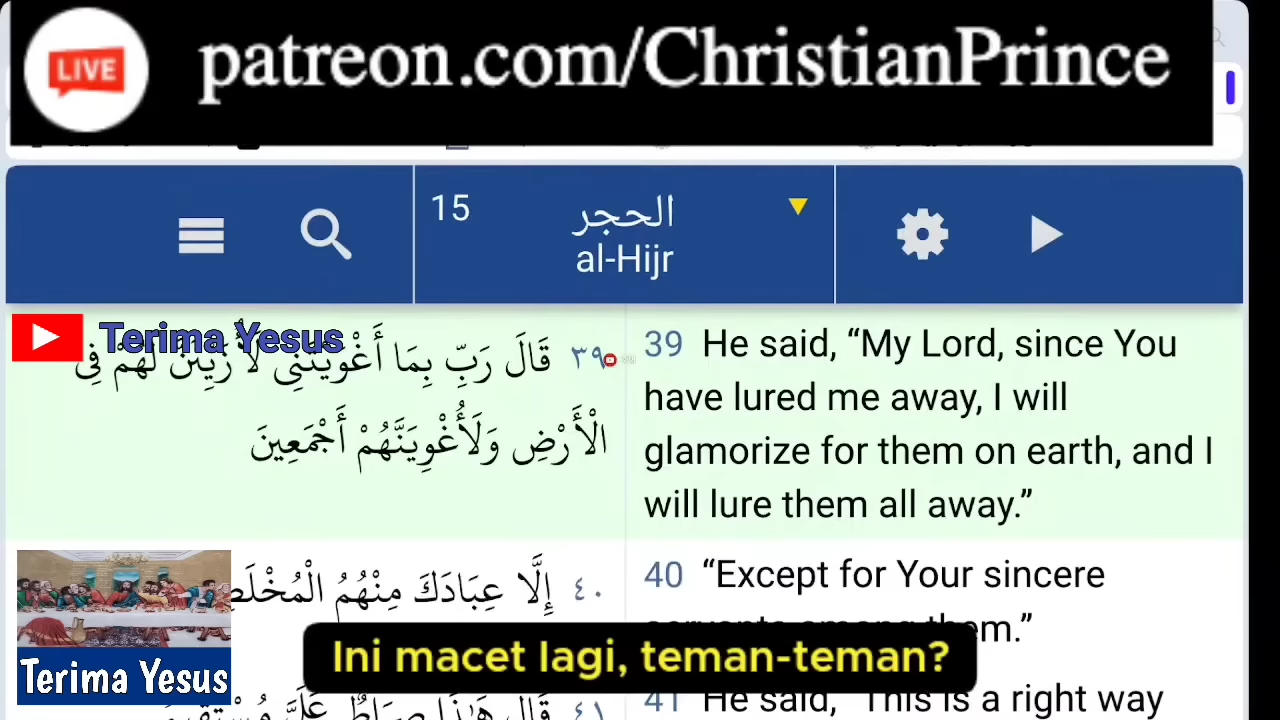 LIVE
patreon.com/ChristianPrince
15
الحجر
al-Hijr
Terima Yesus
٣٩ قَالَ رَبِّ بِمَا أَغْوَيْتَنِي لَأُزَيِّنَنَّ لَهُمْ فِي
الْأَرْضِ وَلَأُغْوِيَنَّهُمْ أَجْمَعِينَ
39 He said, “My Lord, since You
have lured me away, I will
glamorize for them on earth, and I
will lure them all away.”
٤٠ إِلَّا عِبَادَكَ مِنْهُمُ
40 “Except for Your sincere
them.”
Ini macet lagi, teman-teman?
Terima Yesus
٤١ قَالَ هَٰذَا صِرَاطٌ عَلَيَّ
41 He said, “This is a right way